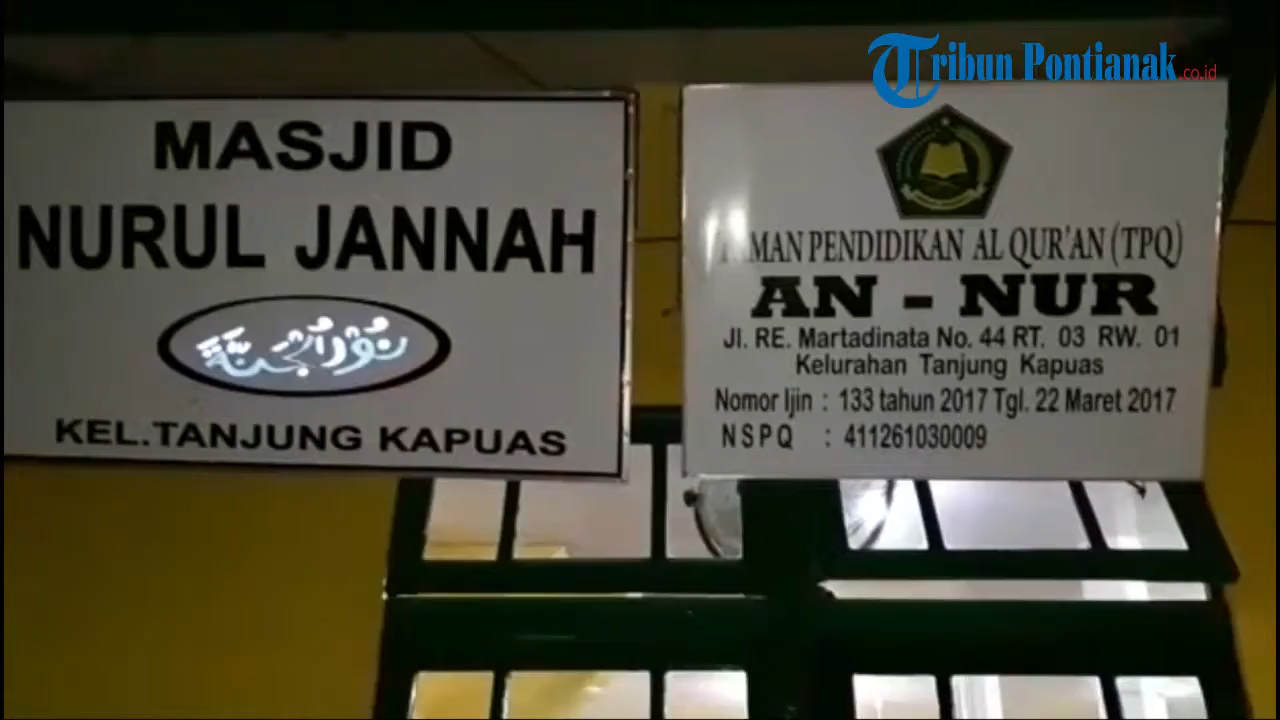 Tribun Pontianak.co.id
MASJID
NURUL JANNAH
نور الجنة
KEL.TANJUNG KAPUAS
TAMAN PENDIDIKAN AL QUR'AN (TPQ)
AN - NUR
Jl. RE. Martadinata No. 44 RT. 03 RW. 01
Kelurahan Tanjung Kapuas
Nomor Ijin : 133 tahun 2017 Tgl. 22 Maret 2017
NSPQ : 411261030009